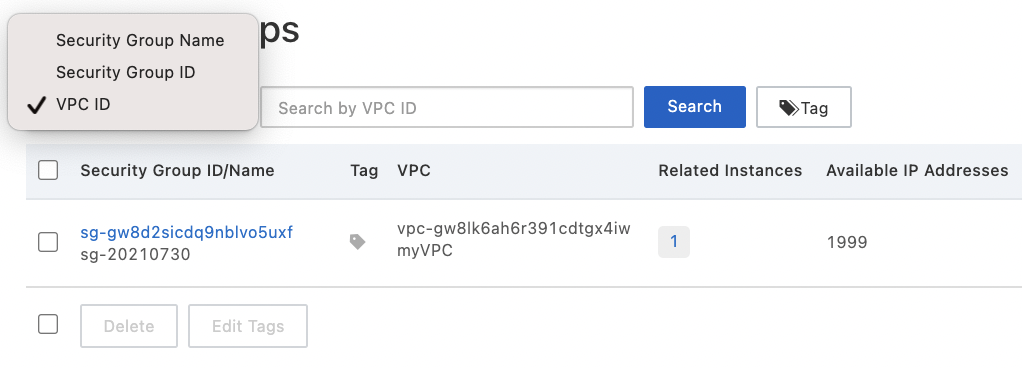 ps
Security Group Name
Security Group ID
VPC ID
Search by VPC ID
Search
Tag
Security Group ID/Name
Tag
VPC
Related Instances
Available IP Addresses
sg-gw8d2sicdq9nblvo5uxf
sg-20210730
vpc-gw8lk6ah6r391cdtgx4iw
myVPC
1
1999
Delete
Edit Tags